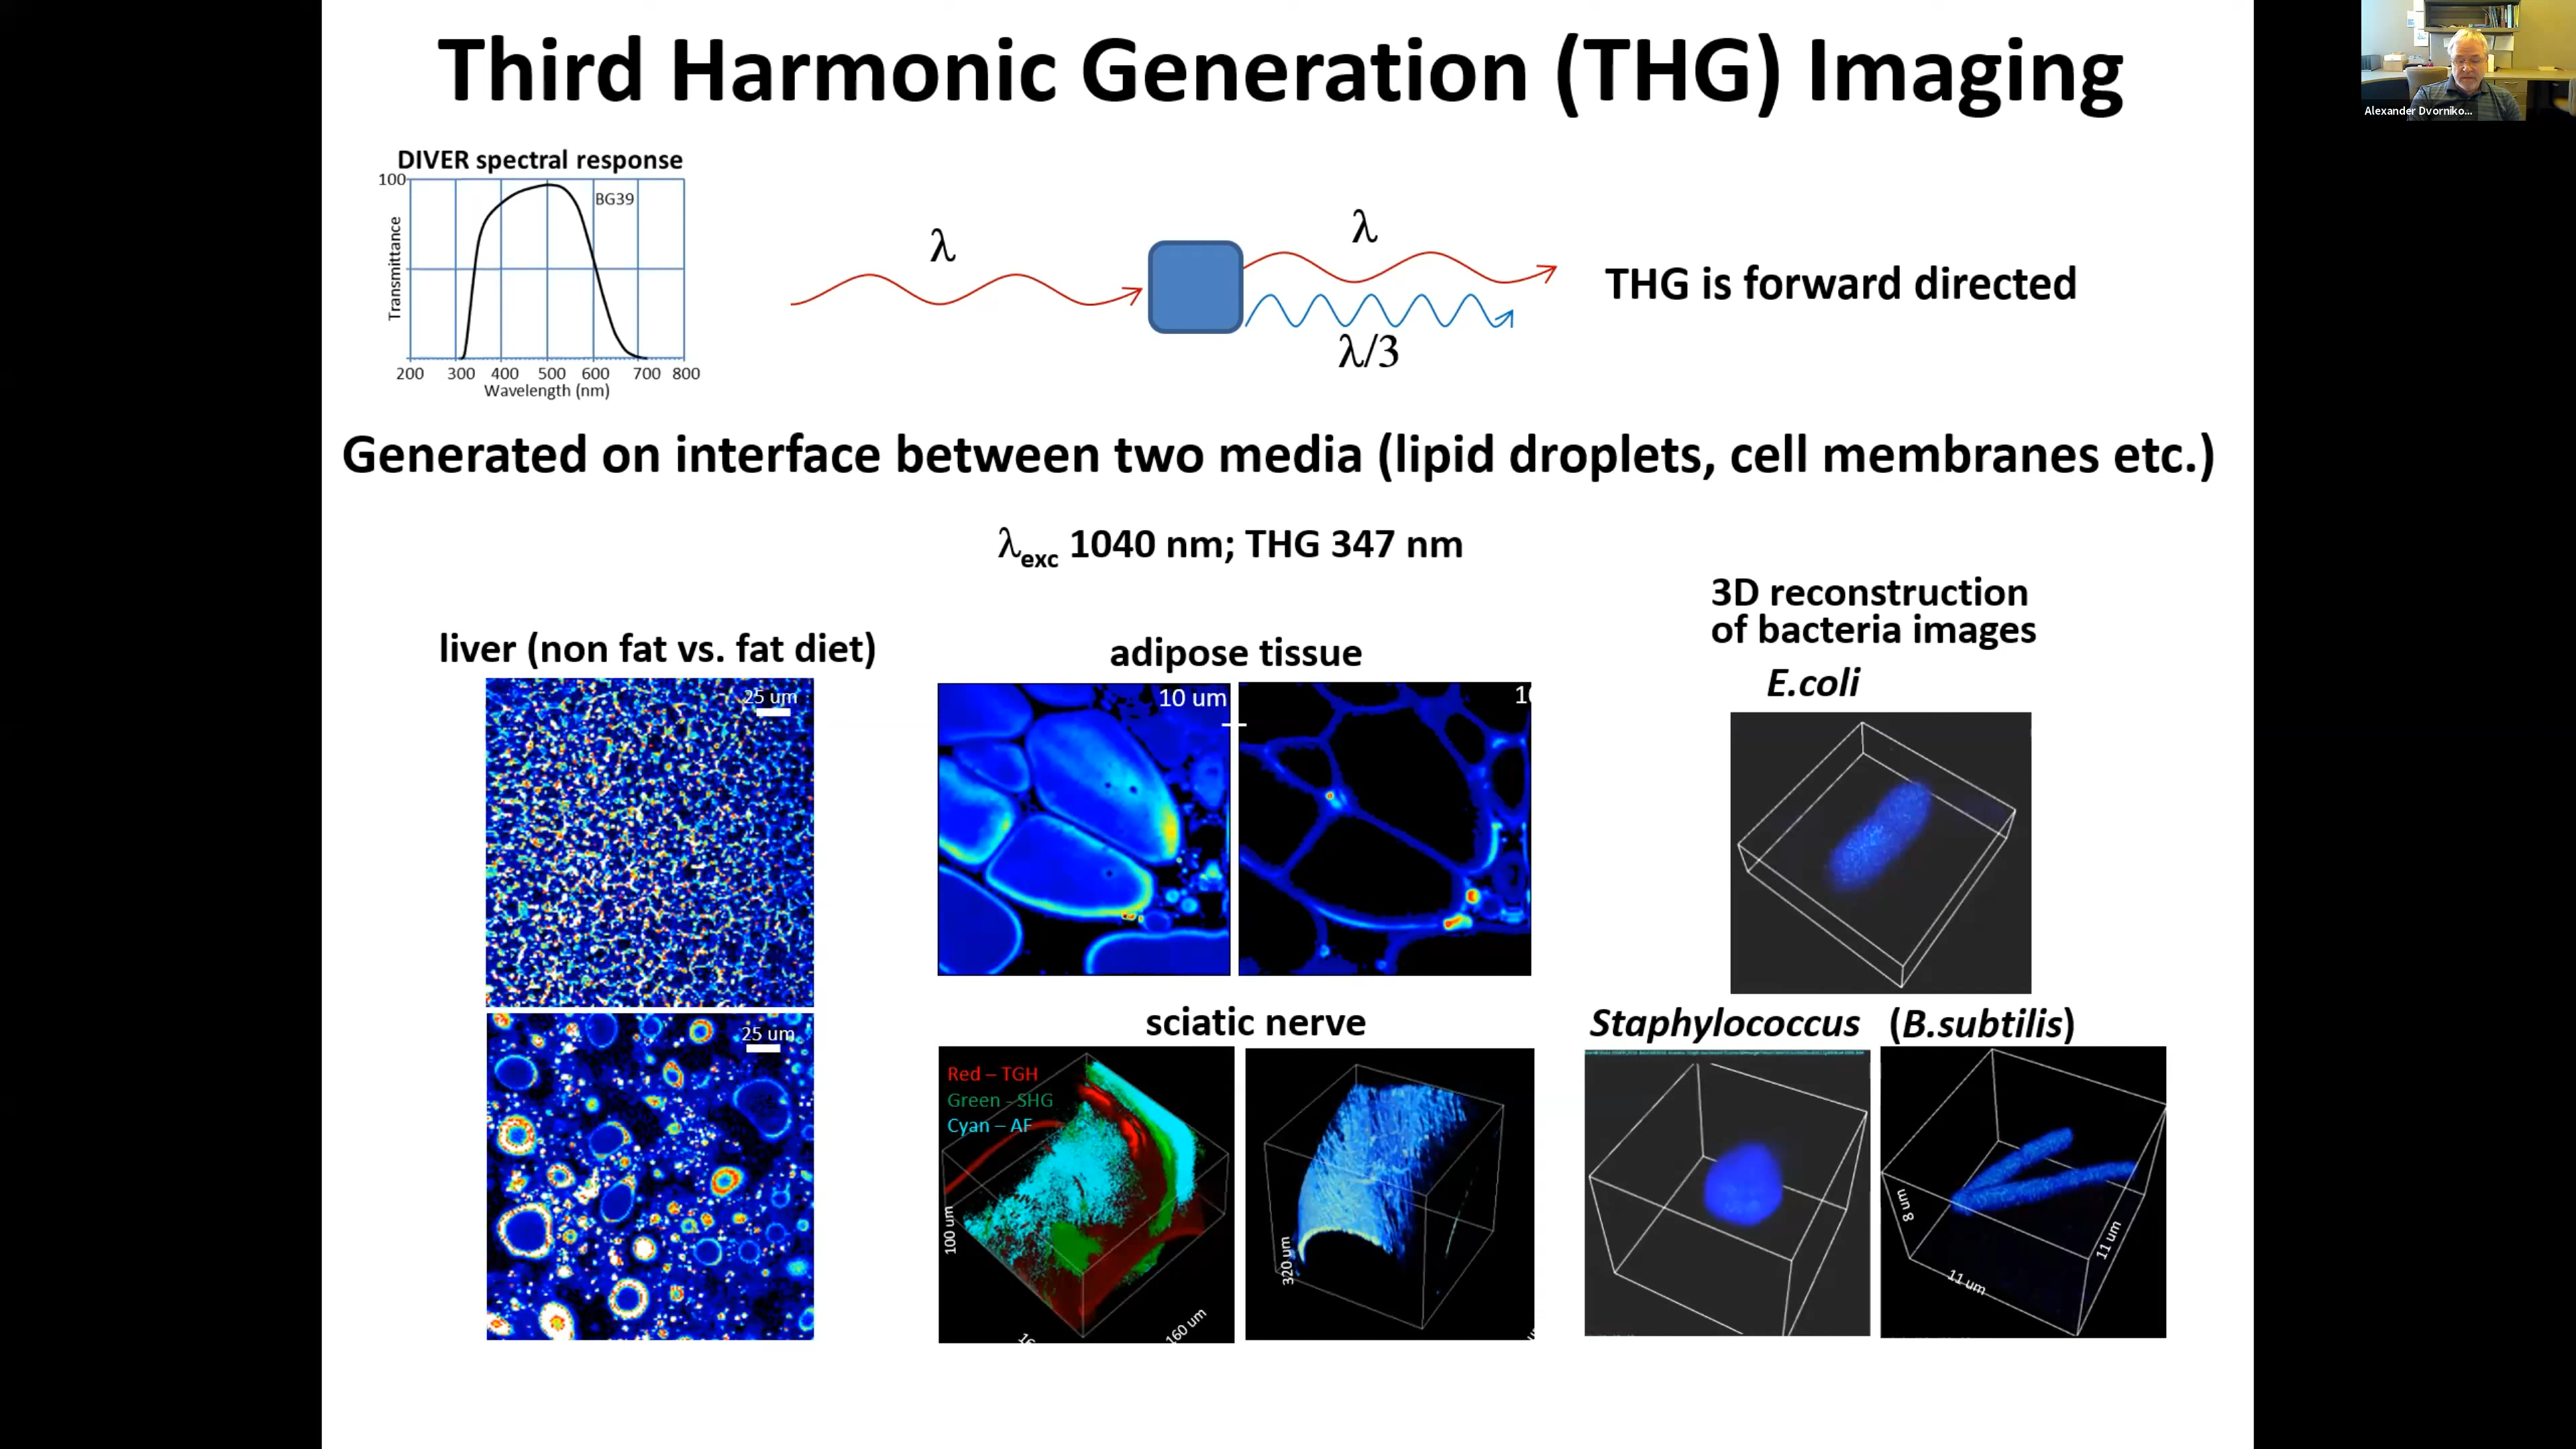 Third Harmonic Generation (THG) Imaging
Alexander Dvorniko...
DIVER spectral response
100
BG39
Transmittance
200 300 400 500 600 700 800
Wavelength (nm)
λ
λ
λ/3
THG is forward directed
Generated on interface between two media (lipid droplets, cell membranes etc.)
λexc 1040 nm; THG 347 nm
liver (non fat vs. fat diet)
25 um
25 um
adipose tissue
10 um
10
sciatic nerve
Red – TGH
Green – SHG
Cyan – AF
100 um
160 um
320 um
3D reconstruction
of bacteria images
E.coli
Staphylococcus (B.subtilis)
8 um
11 um
11 um